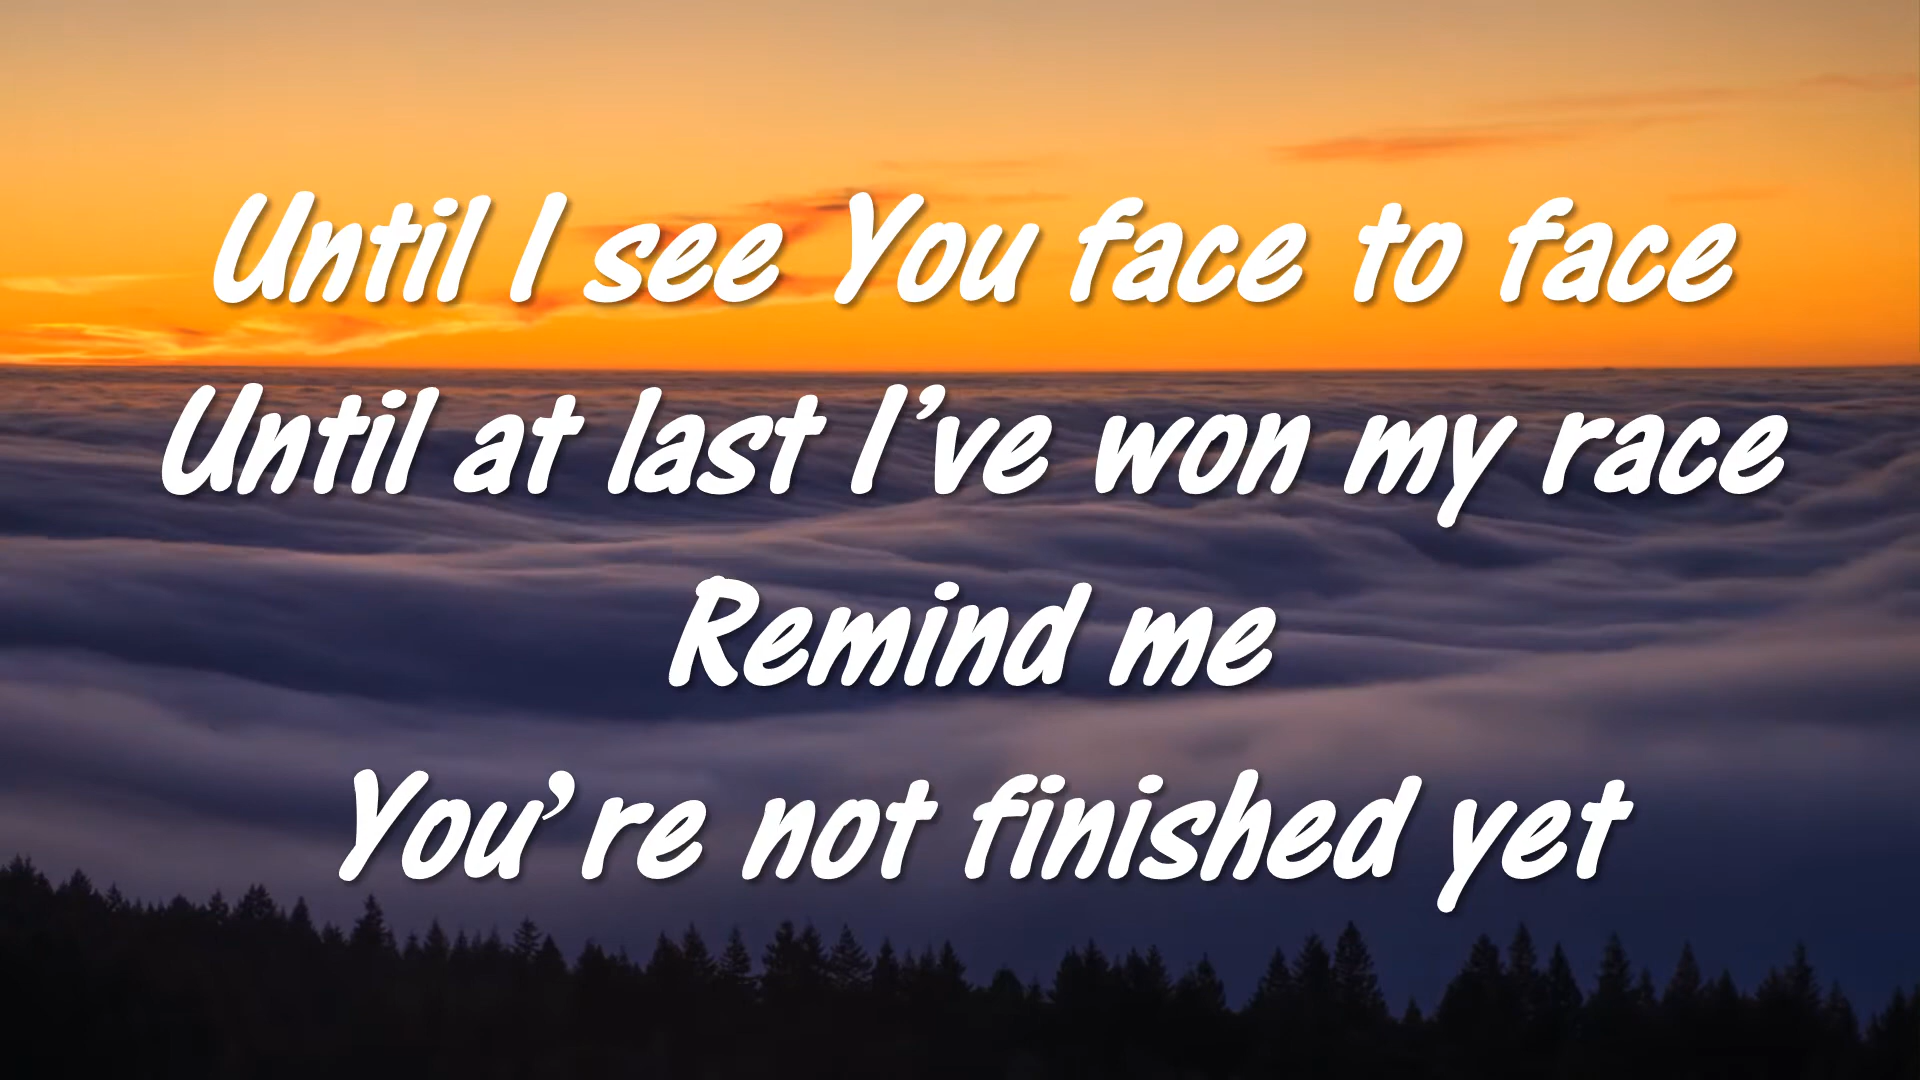 Until I see You face to face
Until at last I’ve won my race
Remind me
You’re not finished yet